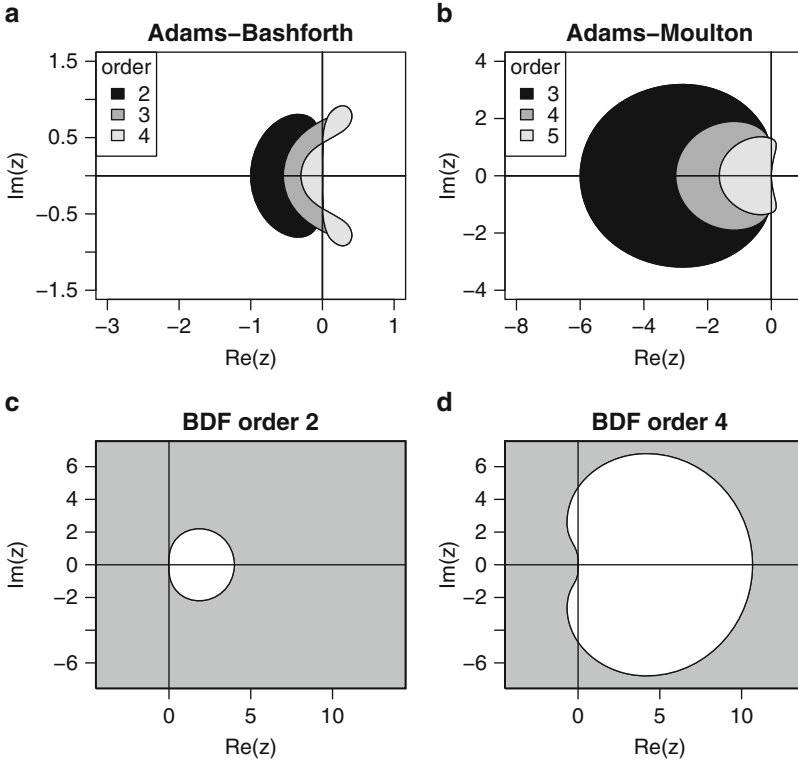 a
Adams−Bashforth
order
2
3
4
1.5
0.5
−0.5
−1.5
Im(z)
−3
−2
−1
0
1
Re(z)
b
Adams−Moulton
order
3
4
5
4
2
0
−2
−4
Im(z)
−8
−6
−4
−2
0
Re(z)
c
BDF order 2
6
4
2
0
−2
−6
Im(z)
0
5
10
Re(z)
d
BDF order 4
6
4
2
0
−2
−6
Im(z)
0
5
10
Re(z)